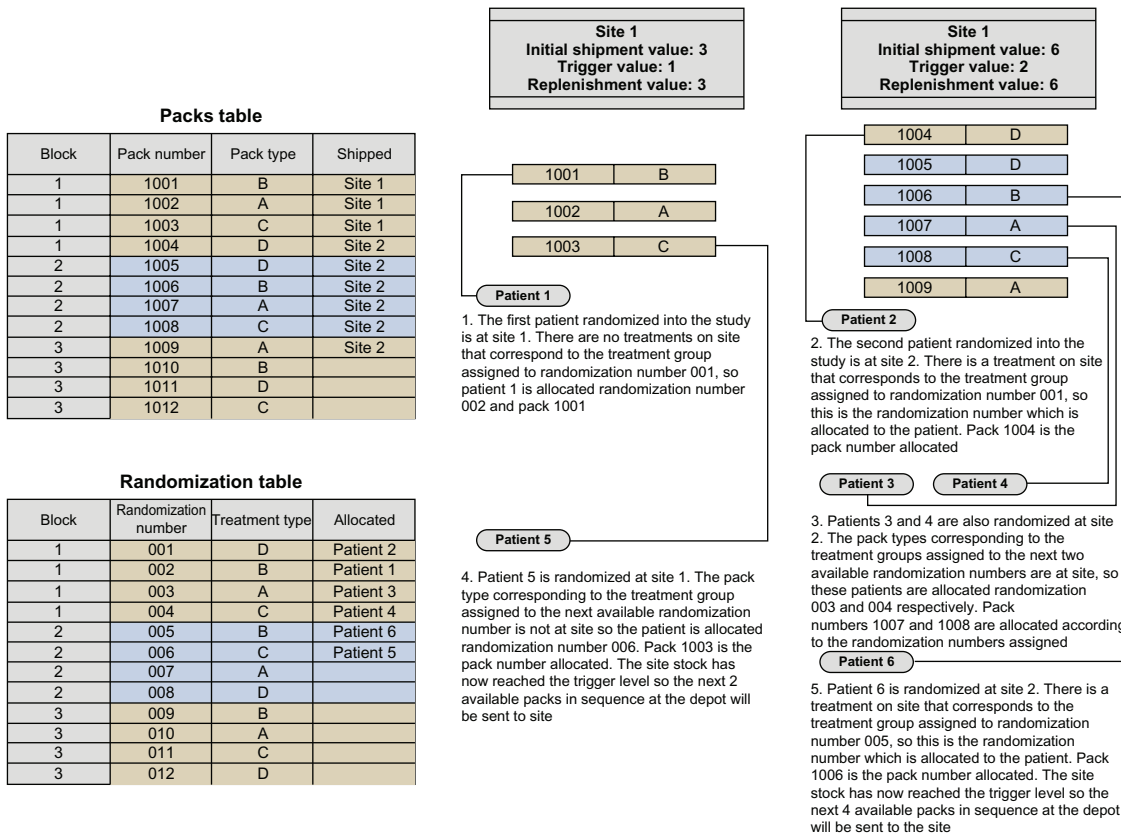 Packs table
Block Pack number Pack type Shipped
1 1001 B Site 1
1 1002 A Site 1
1 1003 C Site 1
1 1004 D Site 2
2 1005 D Site 2
2 1006 B Site 2
2 1007 A Site 2
2 1008 C Site 2
3 1009 A Site 2
3 1010 B
3 1011 D
3 1012 C
Randomization table
Block Randomization number Treatment type Allocated
1 001 D Patient 2
1 002 B Patient 1
1 003 A Patient 3
1 004 C Patient 4
2 005 B Patient 6
2 006 C Patient 5
2 007 A
2 008 D
3 009 B
3 010 A
3 011 C
3 012 D
Site 1
Initial shipment value: 3
Trigger value: 1
Replenishment value: 3
1001 B
1002 A
1003 C
Patient 1
1. The first patient randomized into the study
is at site 1. There are no treatments on site
that correspond to the treatment group
assigned to randomization number 001, so
patient 1 is allocated randomization number
002 and pack 1001
Patient 5
4. Patient 5 is randomized at site 1. The pack
type corresponding to the treatment group
assigned to the next available randomization
number is not at site so the patient is allocated
randomization number 006. Pack 1003 is the
pack number allocated. The site stock has
now reached the trigger level so the next 2
available packs in sequence at the depot will
be sent to site
Site 1
Initial shipment value: 6
Trigger value: 2
Replenishment value: 6
1004 D
1005 D
1006 B
1007 A
1008 C
1009 A
Patient 2
2. The second patient randomized into the
study is at site 2. There is a treatment on site
that corresponds to the treatment group
assigned to randomization number 001, so
this is the randomization number which is
allocated to the patient. Pack 1004 is the
pack number allocated
Patient 3 Patient 4
3. Patients 3 and 4 are also randomized at site
2. The pack types corresponding to the
treatment groups assigned to the next two
available randomization numbers are at site, so
these patients are allocated randomization
003 and 004 respectively. Pack
numbers 1007 and 1008 are allocated according
to the randomization numbers assigned
Patient 6
5. Patient 6 is randomized at site 2. There is a
treatment on site that corresponds to the
treatment group assigned to randomization
number 005, so this is the randomization
number which is allocated to the patient. Pack
1006 is the pack number allocated. The site
stock has now reached the trigger level so the
next 4 available packs in sequence at the depot
will be sent to the site